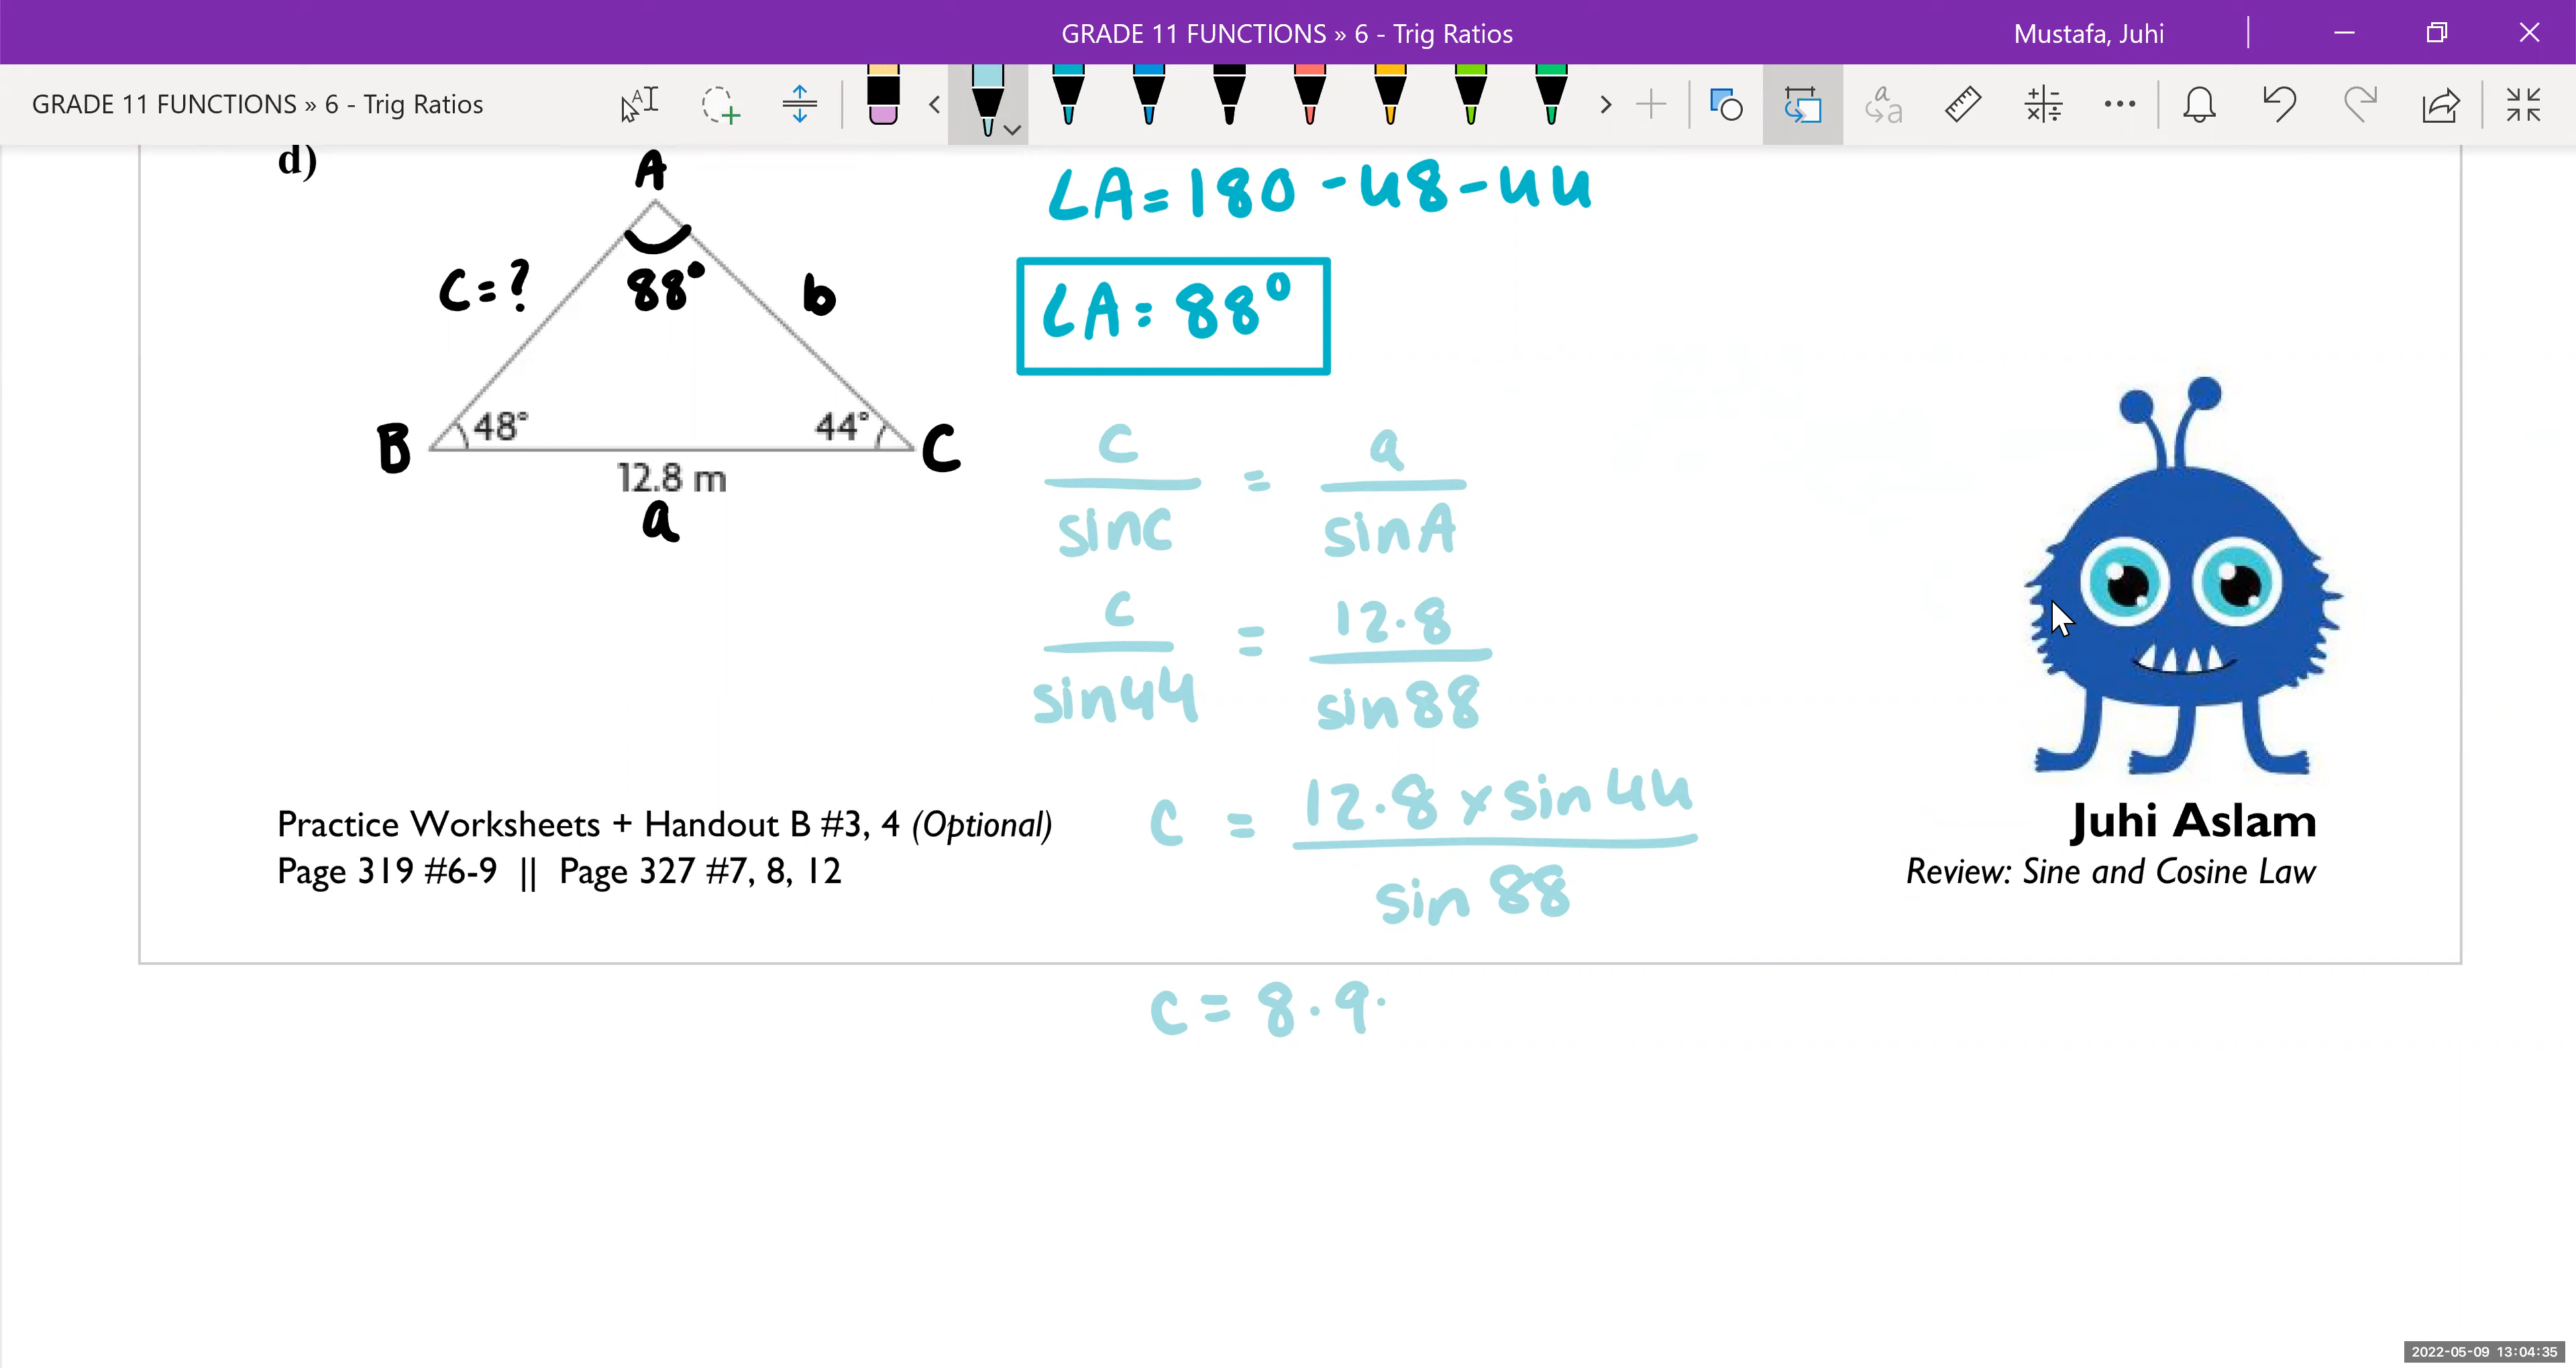 GRADE 11 FUNCTIONS » 6 - Trig Ratios
Mustafa, Juhi
GRADE 11 FUNCTIONS » 6 - Trig Ratios
d)
A
∠A = 180 - 48 - 44
C = ?
88°
b
∠A = 88°
B
48°
44°
C
12.8 m
a
c = a
sinC sinA
c = 12.8
sin44 sin88
c = 12.8 x sin44
sin 88
Practice Worksheets + Handout B #3, 4 (Optional)
Page 319 #6-9 || Page 327 #7, 8, 12
Juhi Aslam
Review: Sine and Cosine Law
c = 8.9.
2022-05-09 13:04:35